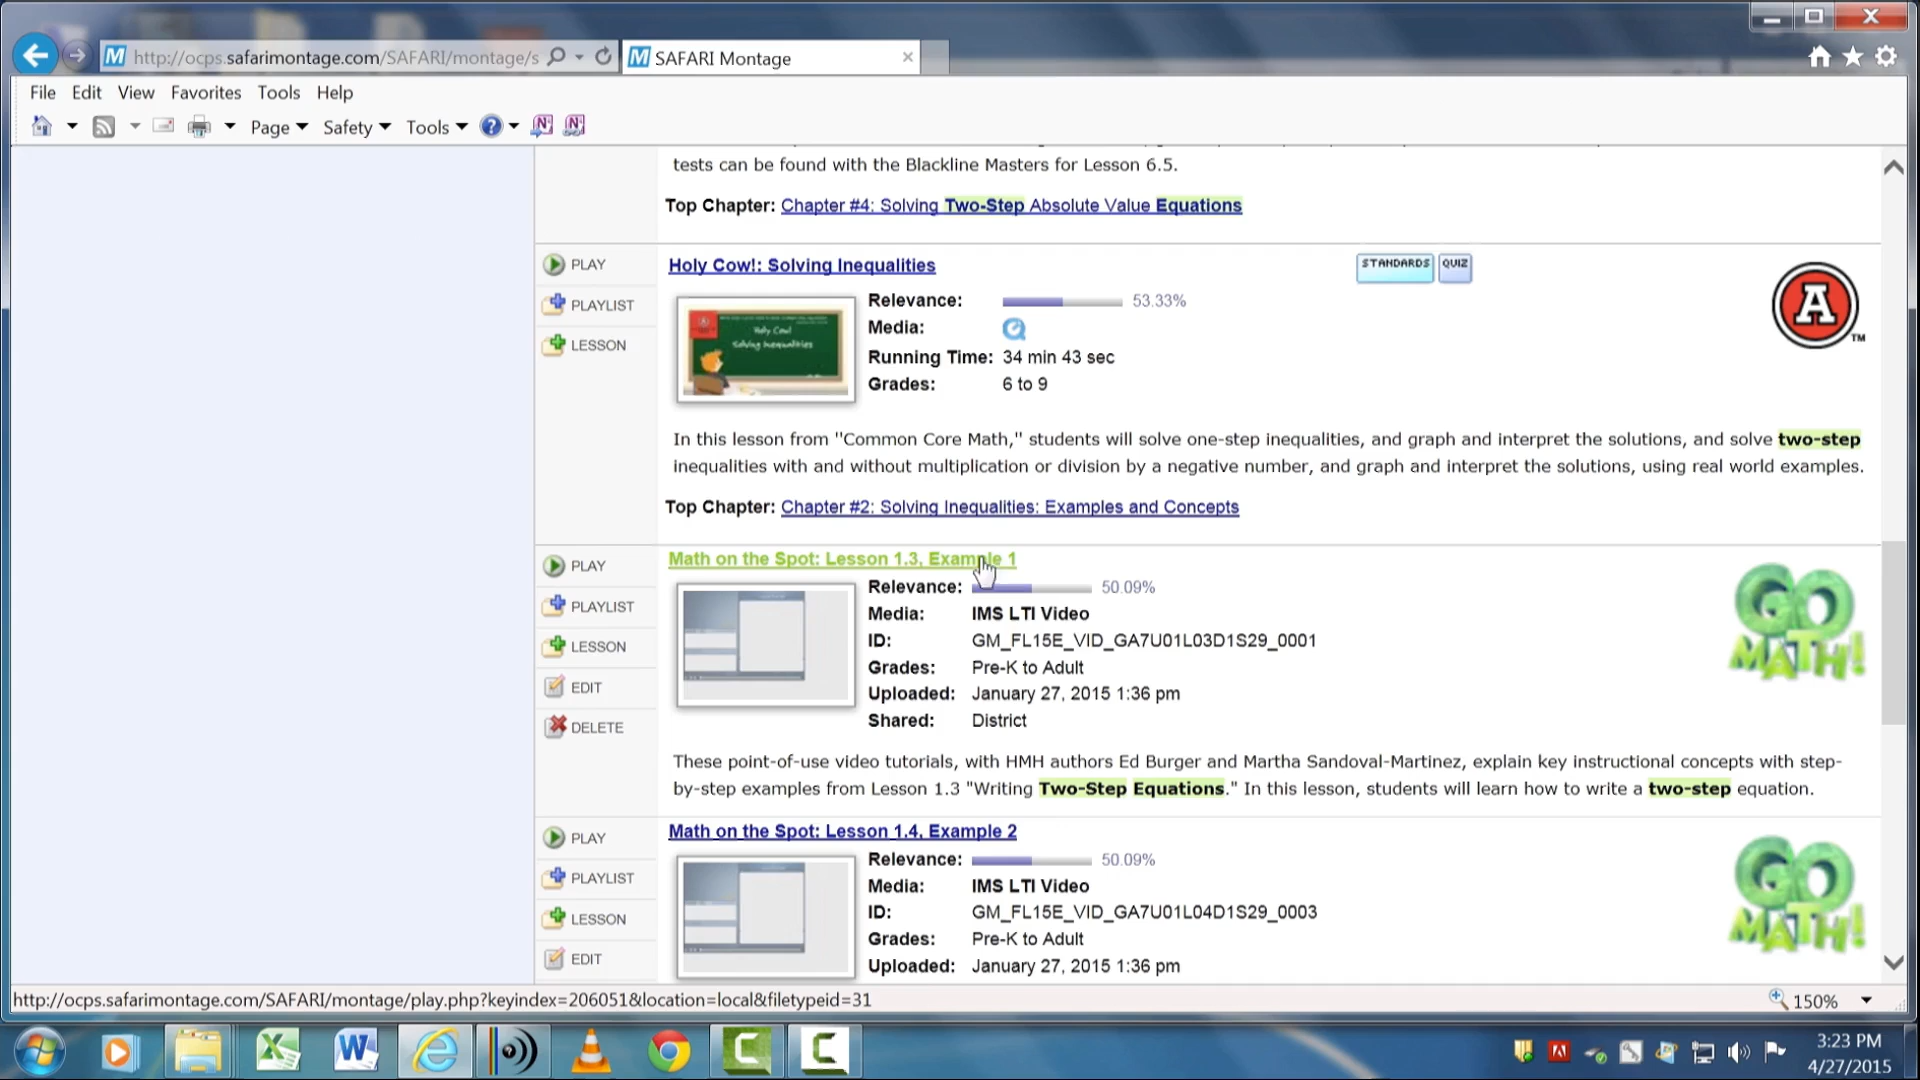 http://ocps.safarimontage.com/SAFARI/montage/s
SAFARI Montage
File Edit View Favorites Tools Help
Page Safety Tools
tests can be found with the Blackline Masters for Lesson 6.5.
Top Chapter: Chapter #4: Solving Two-Step Absolute Value Equations
PLAY
PLAYLIST
LESSON
Holy Cow!: Solving Inequalities
STANDARDS QUIZ
Holy Cow!
Solving Inequalities
Relevance: 53.33%
Media:
Running Time: 34 min 43 sec
Grades: 6 to 9
A TM
In this lesson from "Common Core Math," students will solve one-step inequalities, and graph and interpret the solutions, and solve two-step
inequalities with and without multiplication or division by a negative number, and graph and interpret the solutions, using real world examples.
Top Chapter: Chapter #2: Solving Inequalities: Examples and Concepts
PLAY
PLAYLIST
LESSON
EDIT
DELETE
Math on the Spot: Lesson 1.3, Example 1
Relevance: 50.09%
Media: IMS LTI Video
ID: GM_FL15E_VID_GA7U01L03D1S29_0001
Grades: Pre-K to Adult
Uploaded: January 27, 2015 1:36 pm
Shared: District
GO
MATH!
These point-of-use video tutorials, with HMH authors Ed Burger and Martha Sandoval-Martinez, explain key instructional concepts with step-
by-step examples from Lesson 1.3 "Writing Two-Step Equations." In this lesson, students will learn how to write a two-step equation.
PLAY
PLAYLIST
LESSON
EDIT
Math on the Spot: Lesson 1.4, Example 2
Relevance: 50.09%
Media: IMS LTI Video
ID: GM_FL15E_VID_GA7U01L04D1S29_0003
Grades: Pre-K to Adult
Uploaded: January 27, 2015 1:36 pm
GO
MATH!
http://ocps.safarimontage.com/SAFARI/montage/play.php?keyindex=206051&location=local&filetypeid=31
150%
3:23 PM
4/27/2015